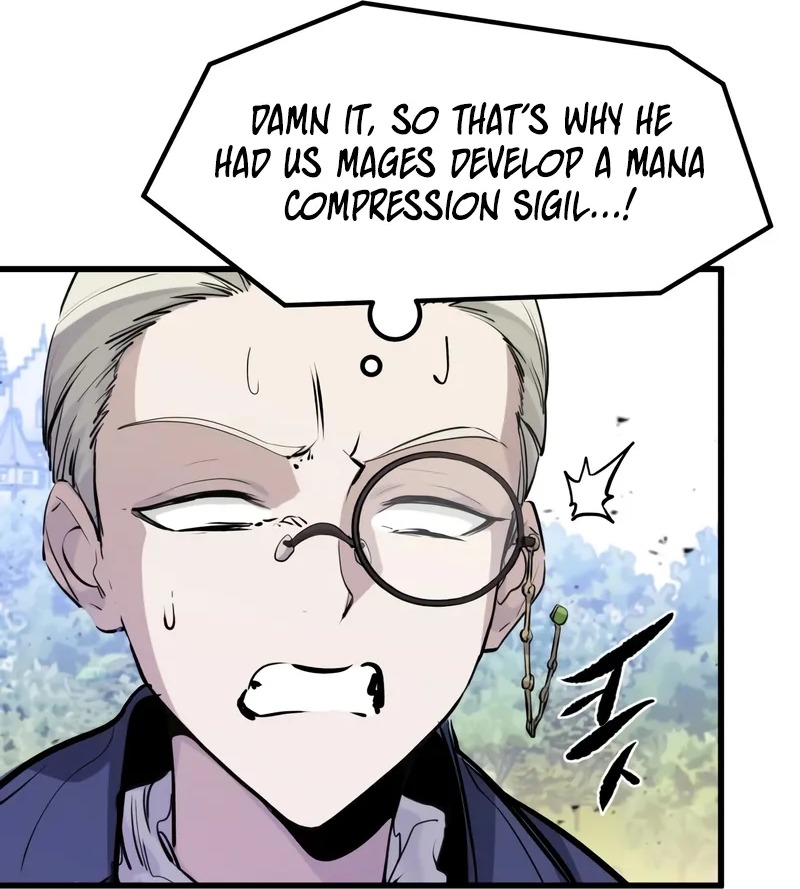 DAMN IT, SO THAT'S WHY HE
HAD US MAGES DEVELOP A MANA
COMPRESSION SIGIL...!